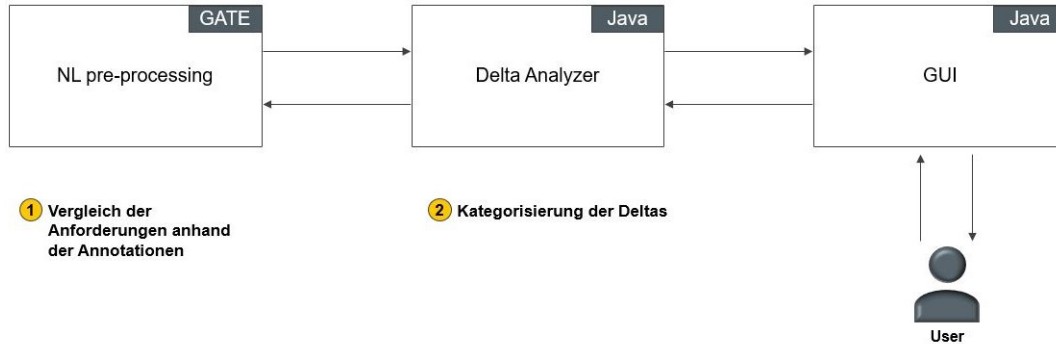 GATE
NL pre-processing
Java
Delta Analyzer
Java
GUI
1 Vergleich der
Anforderungen anhand
der Annotationen
2 Kategorisierung der Deltas
User